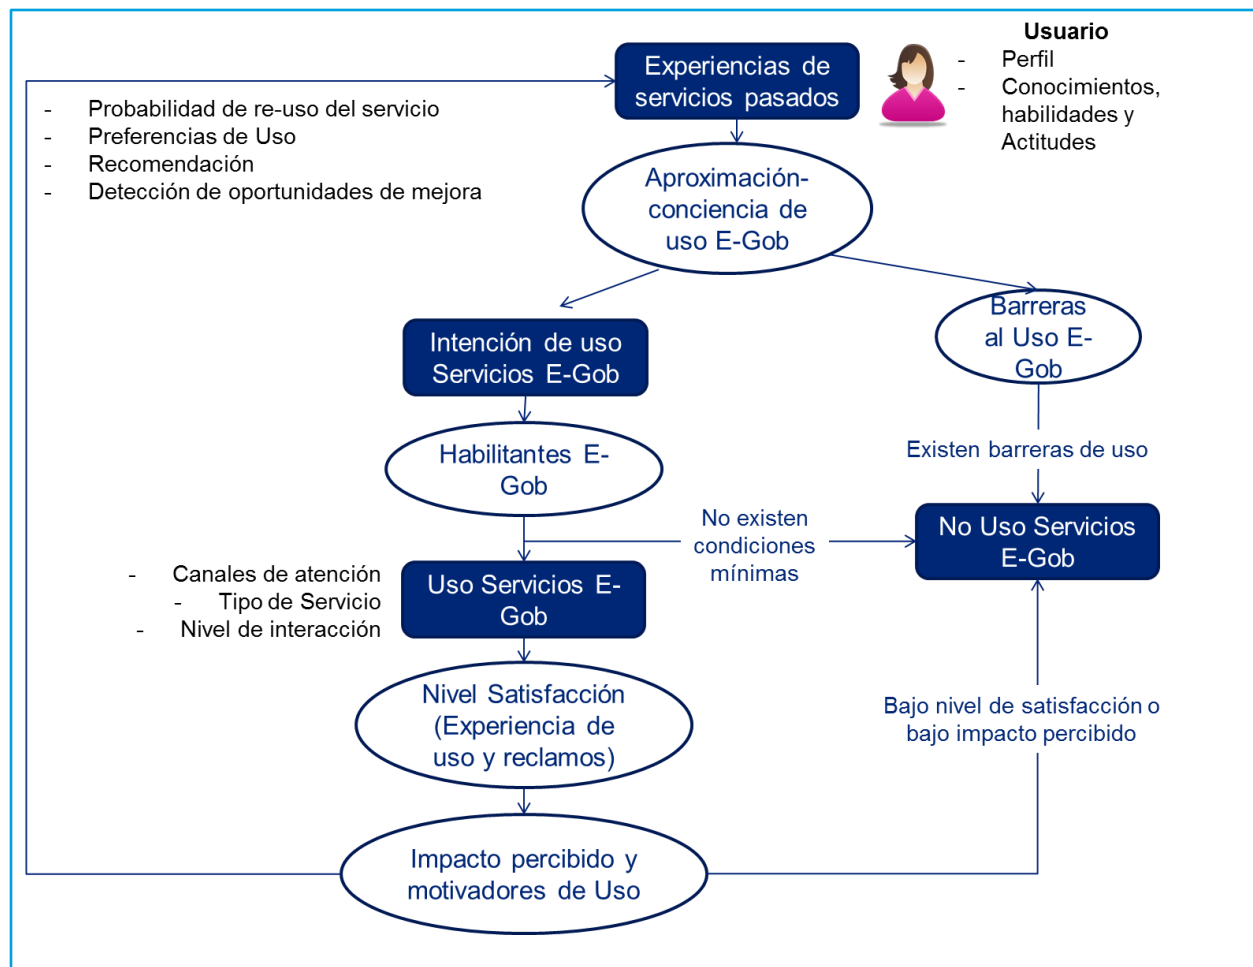 Usuario
- Perfil
- Conocimientos,
habilidades y
Actitudes
Experiencias de
servicios pasados
- Probabilidad de re-uso del servicio
- Preferencias de Uso
- Recomendación
- Detección de oportunidades de mejora
Aproximación-
conciencia de
uso E-Gob
Intención de uso
Servicios E-Gob
Barreras
al Uso E-
Gob
Habilitantes E-
Gob
Existen barreras de uso
No existen
condiciones
mínimas
No Uso Servicios
E-Gob
- Canales de atención
- Tipo de Servicio
- Nivel de interacción
Uso Servicios E-
Gob
Nivel Satisfacción
(Experiencia de
uso y reclamos)
Bajo nivel de satisfacción o
bajo impacto percibido
Impacto percibido y
motivadores de Uso